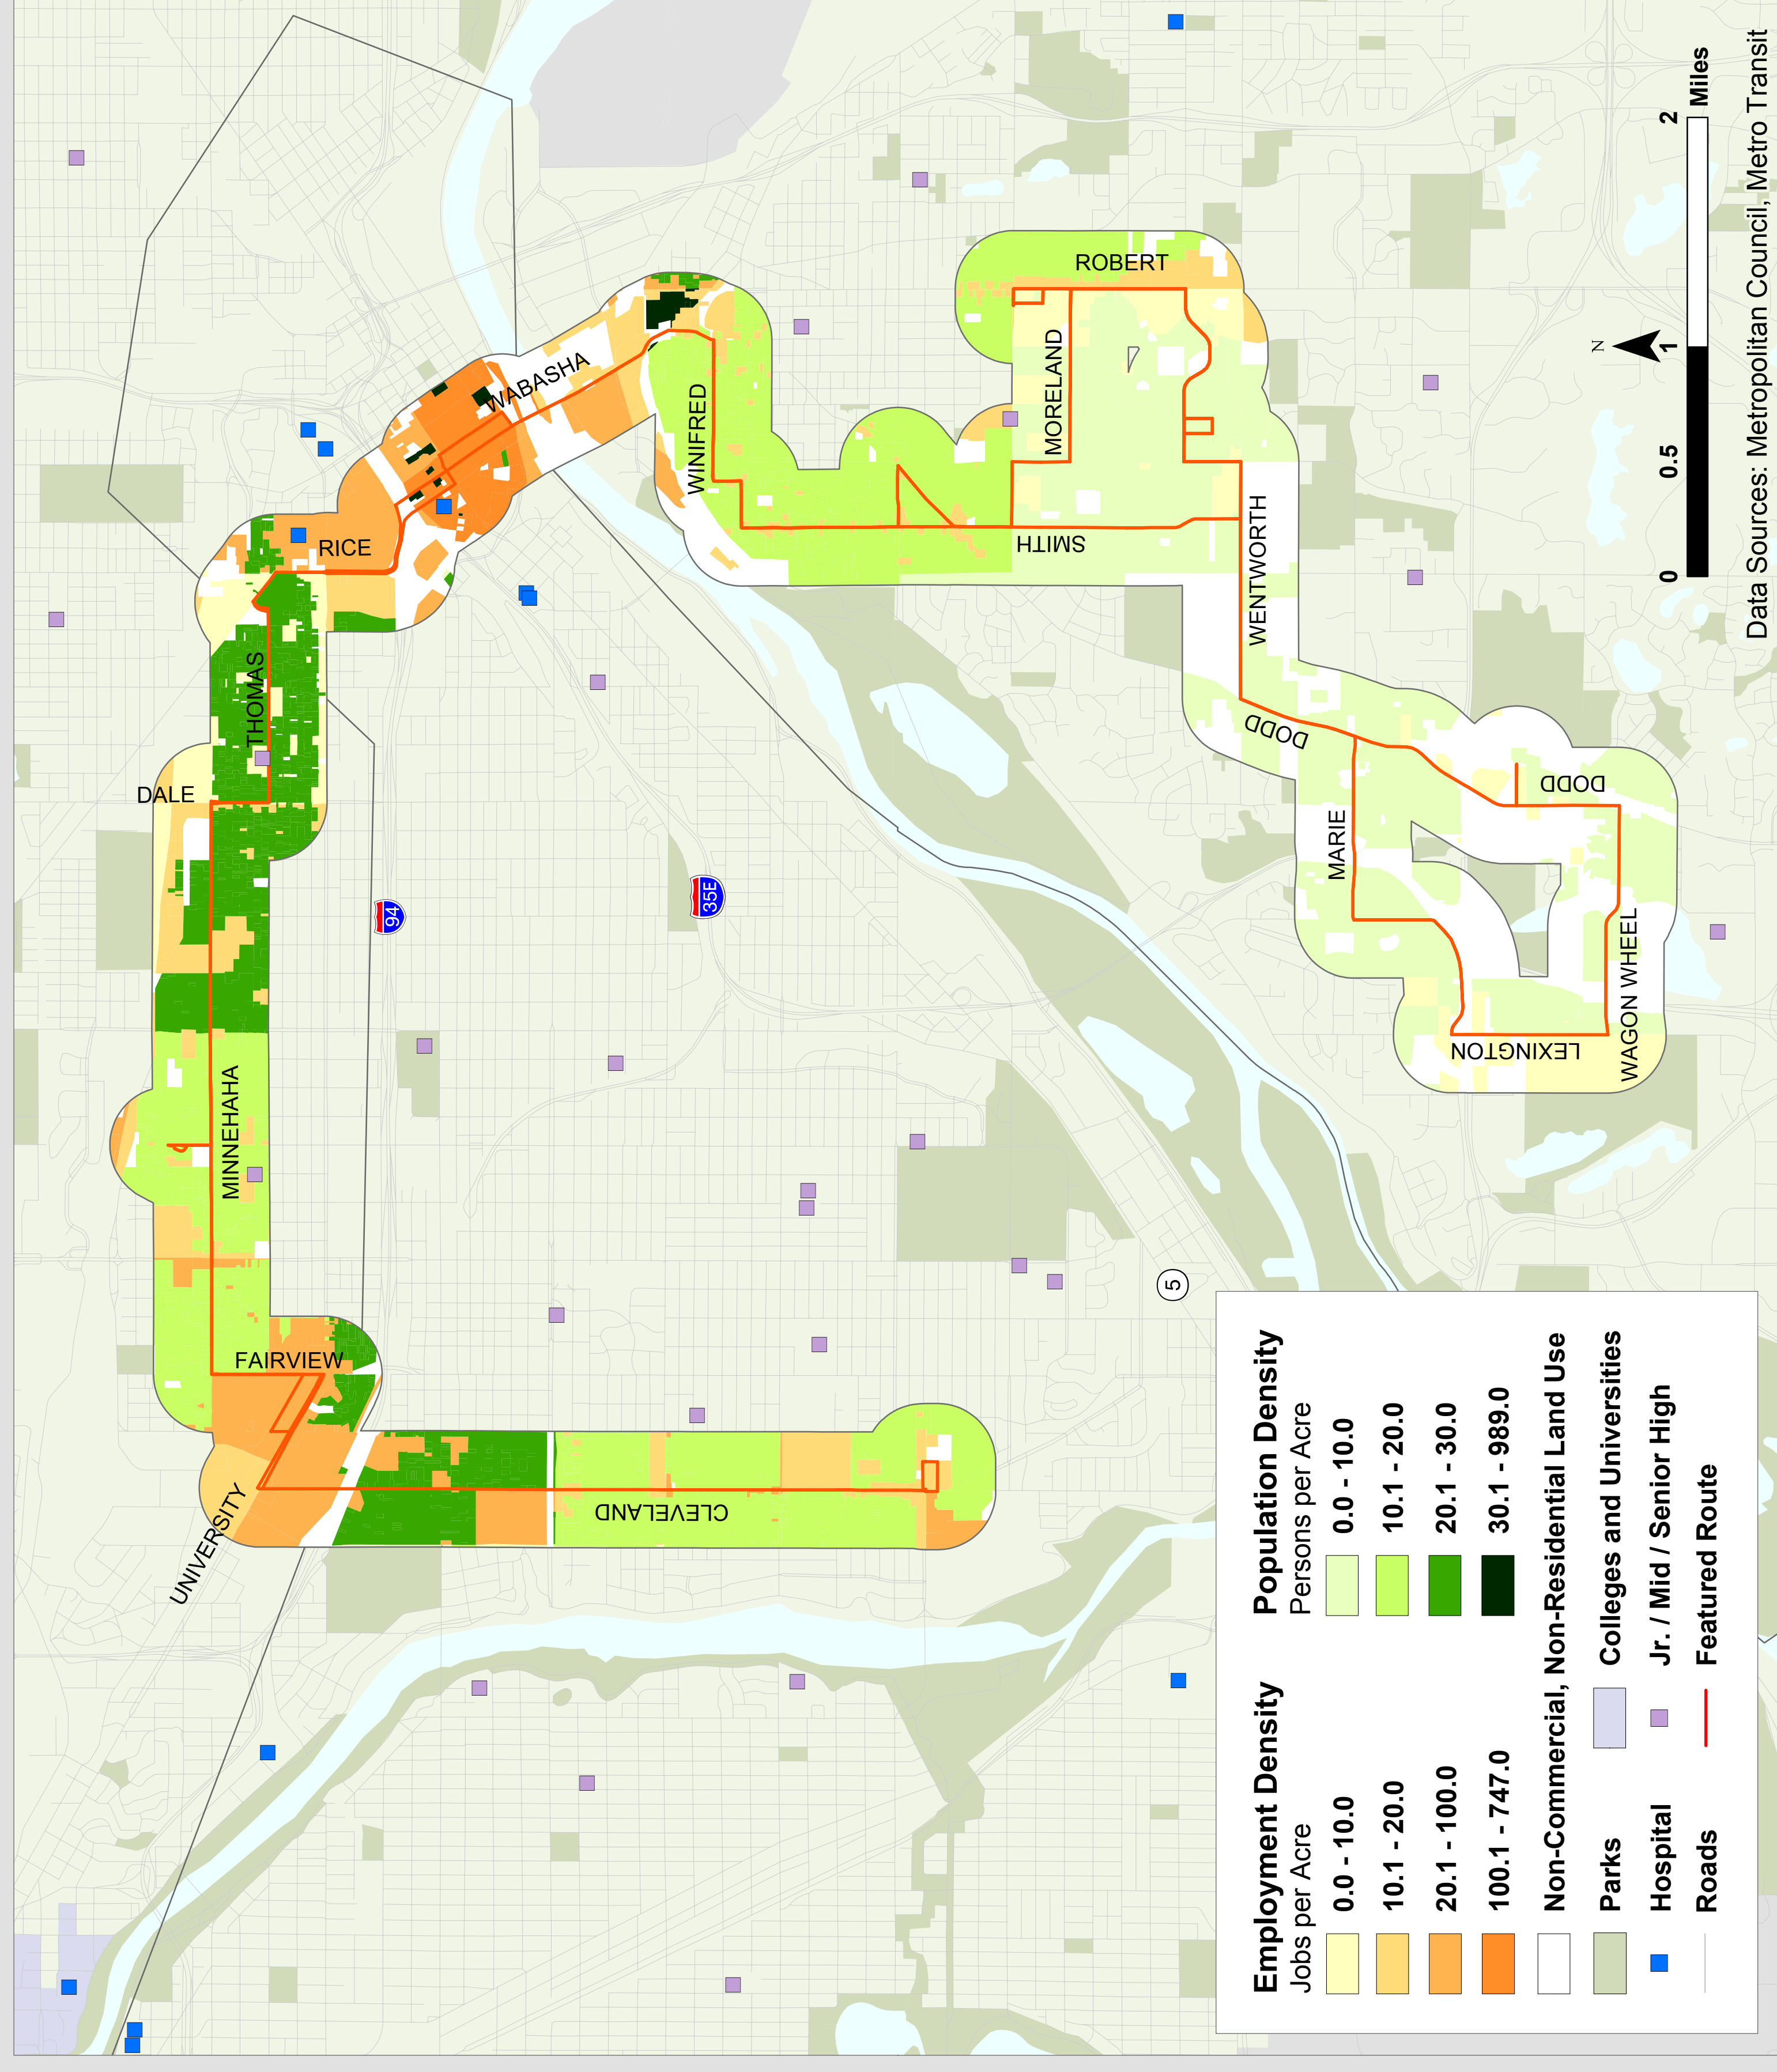 UNIVERSITY
FAIRVIEW
MINNEHAHA
DALE
THOMAS
RICE
WABASHA
CLEVELAND
94
35E
5
WINIFRED
SMITH
MORELAND
ROBERT
WENTWORTH
DODD
MARIE
DODD
LEXINGTON
WAGON WHEEL
N
0 0.5 1 2
Miles
Data Sources: Metropolitan Council, Metro Transit
Employment Density
Jobs per Acre
0.0 - 10.0
10.1 - 20.0
20.1 - 100.0
100.1 - 747.0
Population Density
Persons per Acre
0.0 - 10.0
10.1 - 20.0
20.1 - 30.0
30.1 - 989.0
Non-Commercial, Non-Residential Land Use
Parks
Colleges and Universities
Hospital
Jr. / Mid / Senior High
Roads
Featured Route